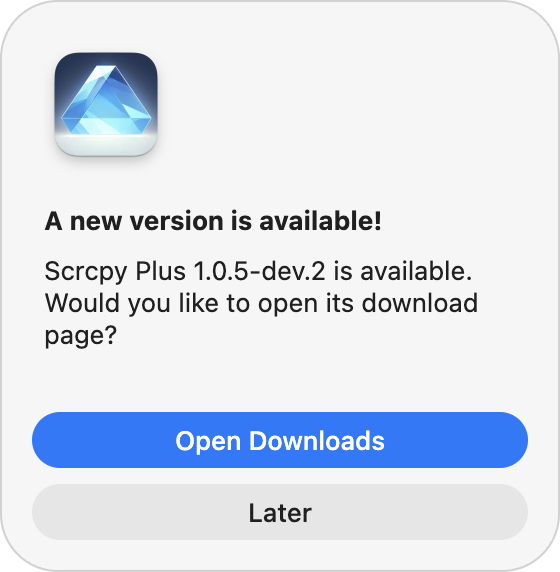 A new version is available!
Scrcpy Plus 1.0.5-dev.2 is available.
Would you like to open its download
page?
Open Downloads
Later